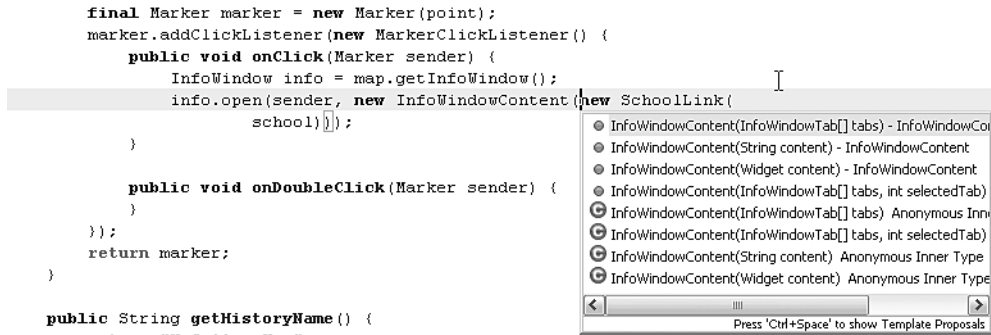 final Marker marker = new Marker(point);
marker.addClickListener(new MarkerClickListener() {
public void onClick(Marker sender) {
InfoWindow info = map.getInfoWindow();
info.open(sender, new InfoWindowContent(new SchoolLink(
school)));
}
public void onDoubleClick(Marker sender) {
}
});
return marker;
}
public String getHistoryName() {
InfoWindowContent(InfoWindowTab[] tabs) - InfoWindowCo
InfoWindowContent(String content) - InfoWindowContent
InfoWindowContent(Widget content) - InfoWindowContent
InfoWindowContent(InfoWindowTab[] tabs, int selectedTab)
InfoWindowContent(InfoWindowTab[] tabs) Anonymous Inn
InfoWindowContent(InfoWindowTab[] tabs, int selectedTab)
InfoWindowContent(String content) Anonymous Inner Type
InfoWindowContent(Widget content) Anonymous Inner Type
Press 'Ctrl+Space' to show Template Proposals